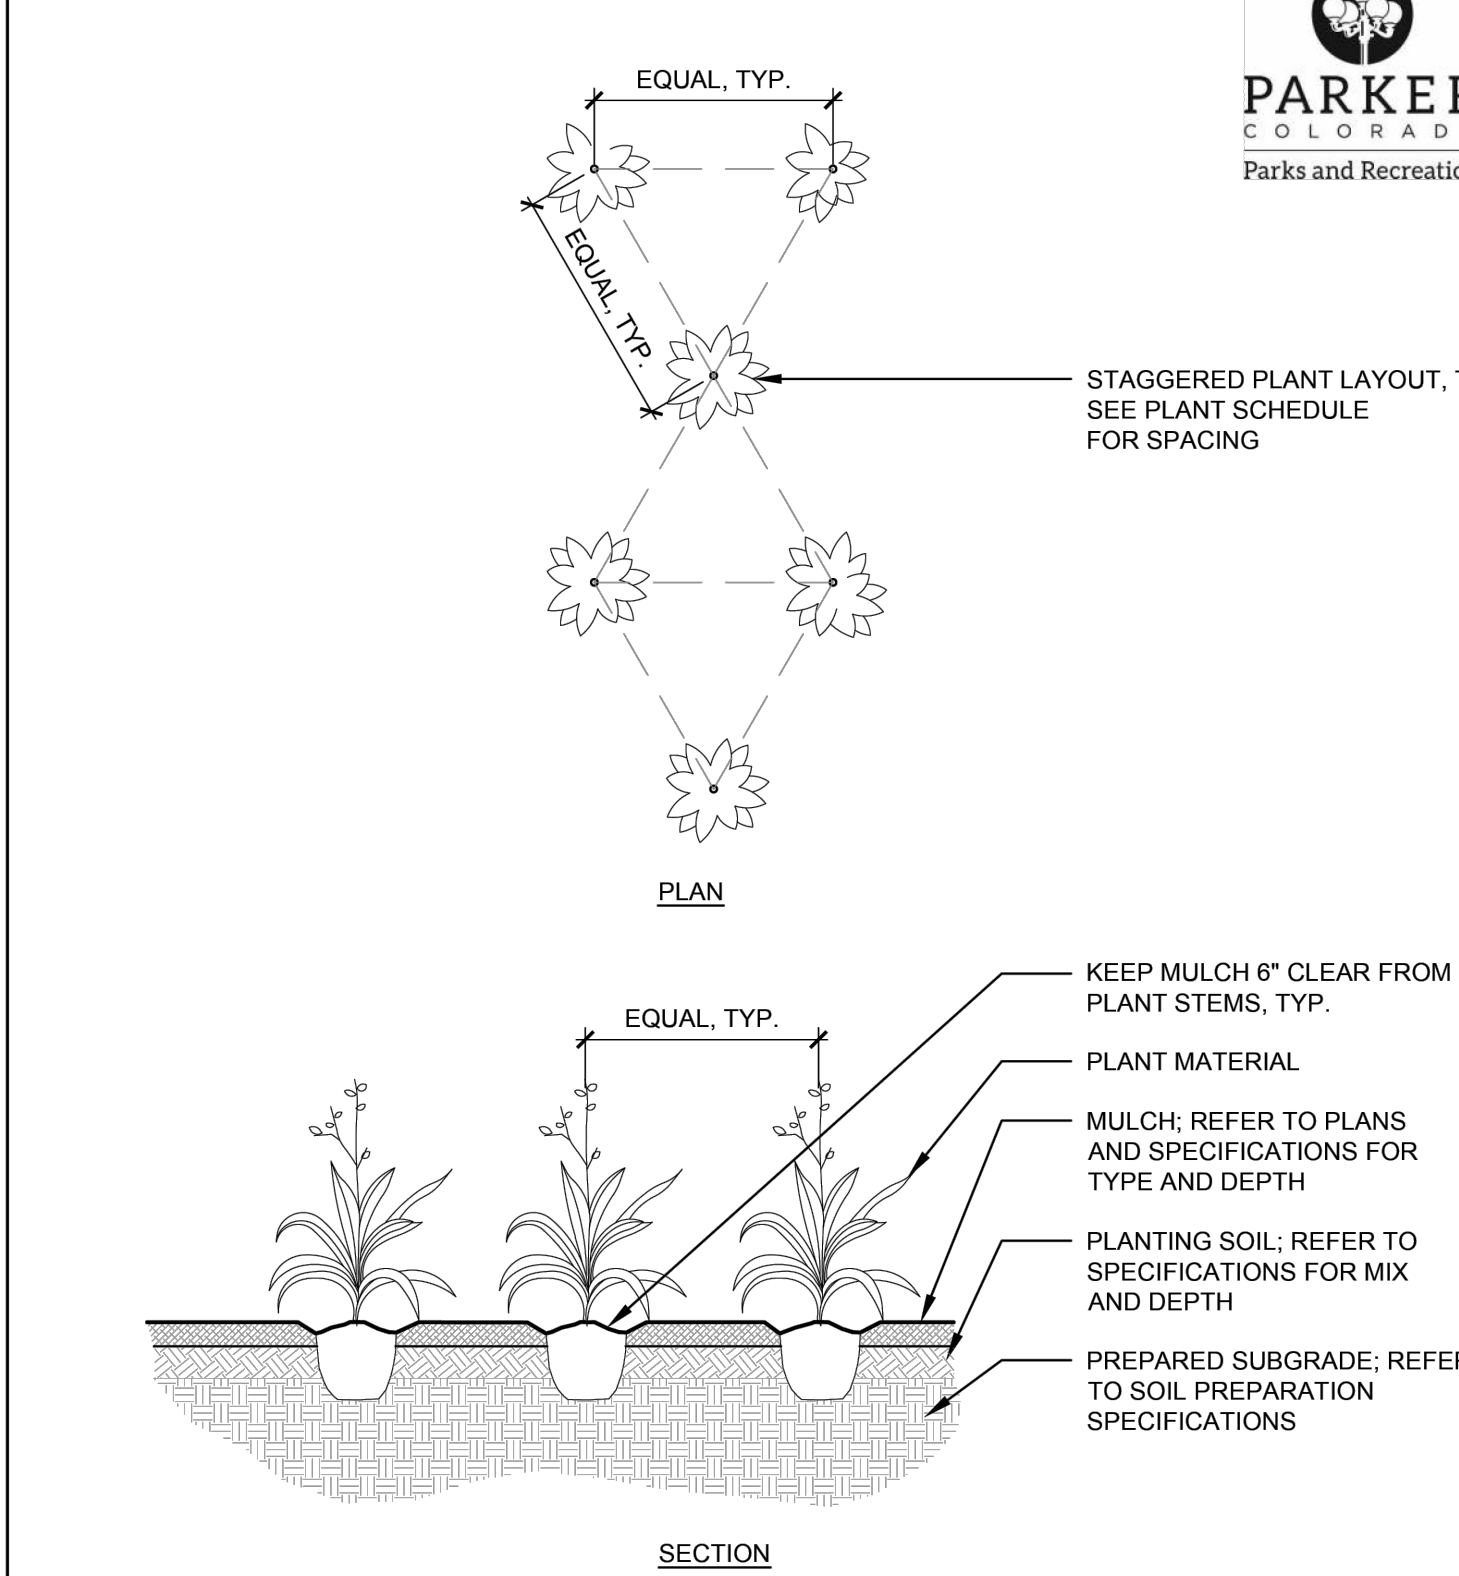 PARKER
COLORAD
Parks and Recreatio
EQUAL, TYP.
EQUAL, TYP.
STAGGERED PLANT LAYOUT,
SEE PLANT SCHEDULE
FOR SPACING
PLAN
KEEP MULCH 6" CLEAR FROM
PLANT STEMS, TYP.
EQUAL, TYP.
PLANT MATERIAL
MULCH; REFER TO PLANS
AND SPECIFICATIONS FOR
TYPE AND DEPTH
PLANTING SOIL; REFER TO
SPECIFICATIONS FOR MIX
AND DEPTH
PREPARED SUBGRADE; REFER
TO SOIL PREPARATION
SPECIFICATIONS
SECTION